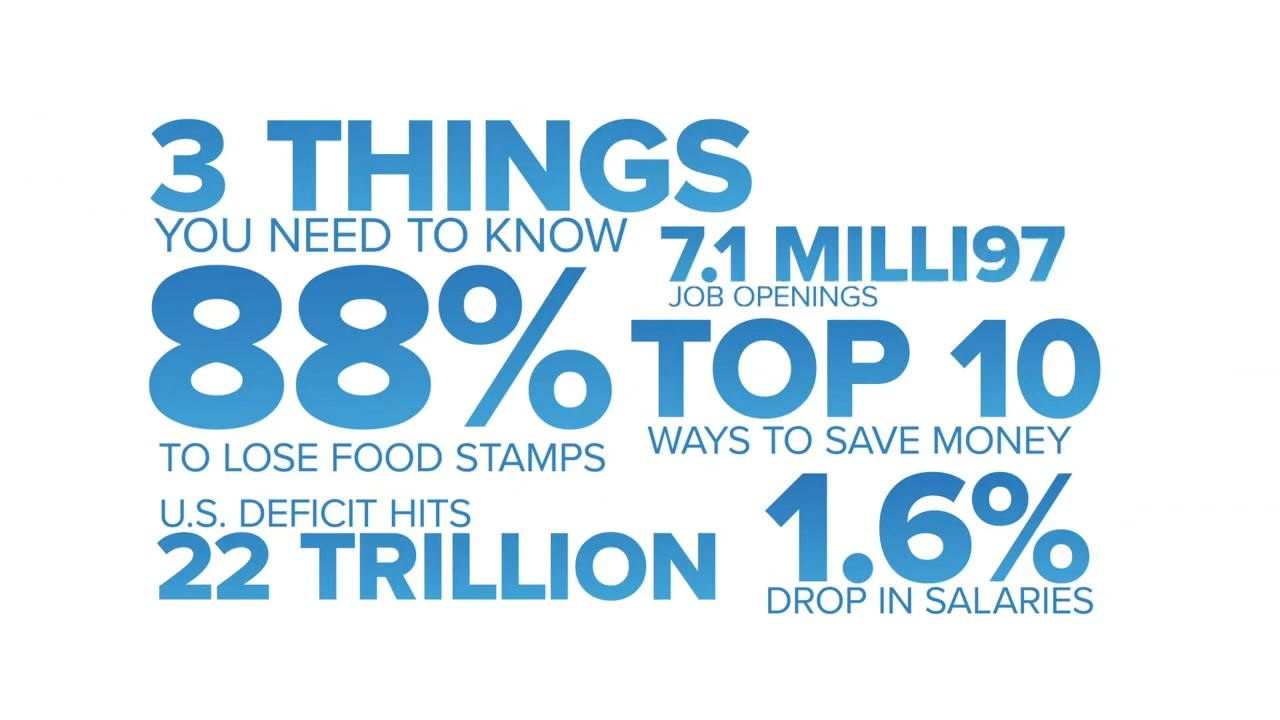 3 THINGS
YOU NEED TO KNOW
88%
TO LOSE FOOD STAMPS
U.S. DEFICIT HITS
22 TRILLION
7.1 MILLI97
JOB OPENINGS
TOP 10
WAYS TO SAVE MONEY
1.6%
DROP IN SALARIES